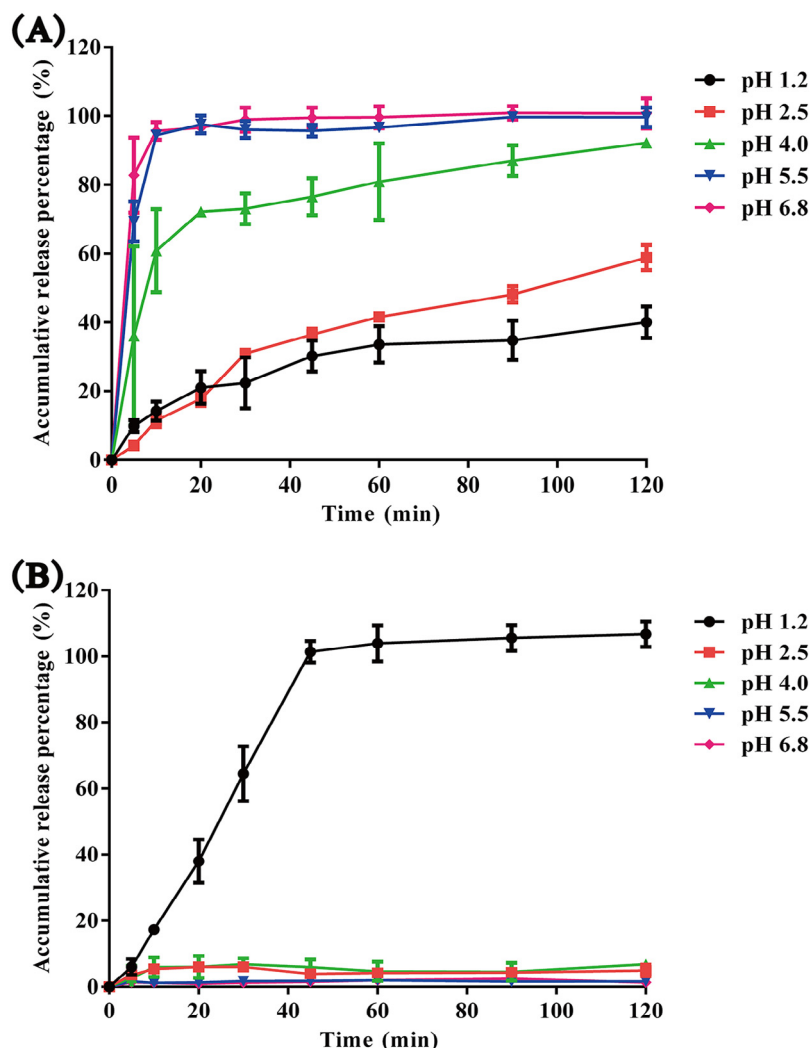 (A)
Accumulative release percentage (%)
120
100
80
60
40
20
0
0 20 40 60 80 100 120
Time (min)
pH 1.2
pH 2.5
pH 4.0
pH 5.5
pH 6.8
(B)
Accumulative release percentage (%)
120
100
80
60
40
20
0
0 20 40 60 80 100 120
Time (min)
pH 1.2
pH 2.5
pH 4.0
pH 5.5
pH 6.8